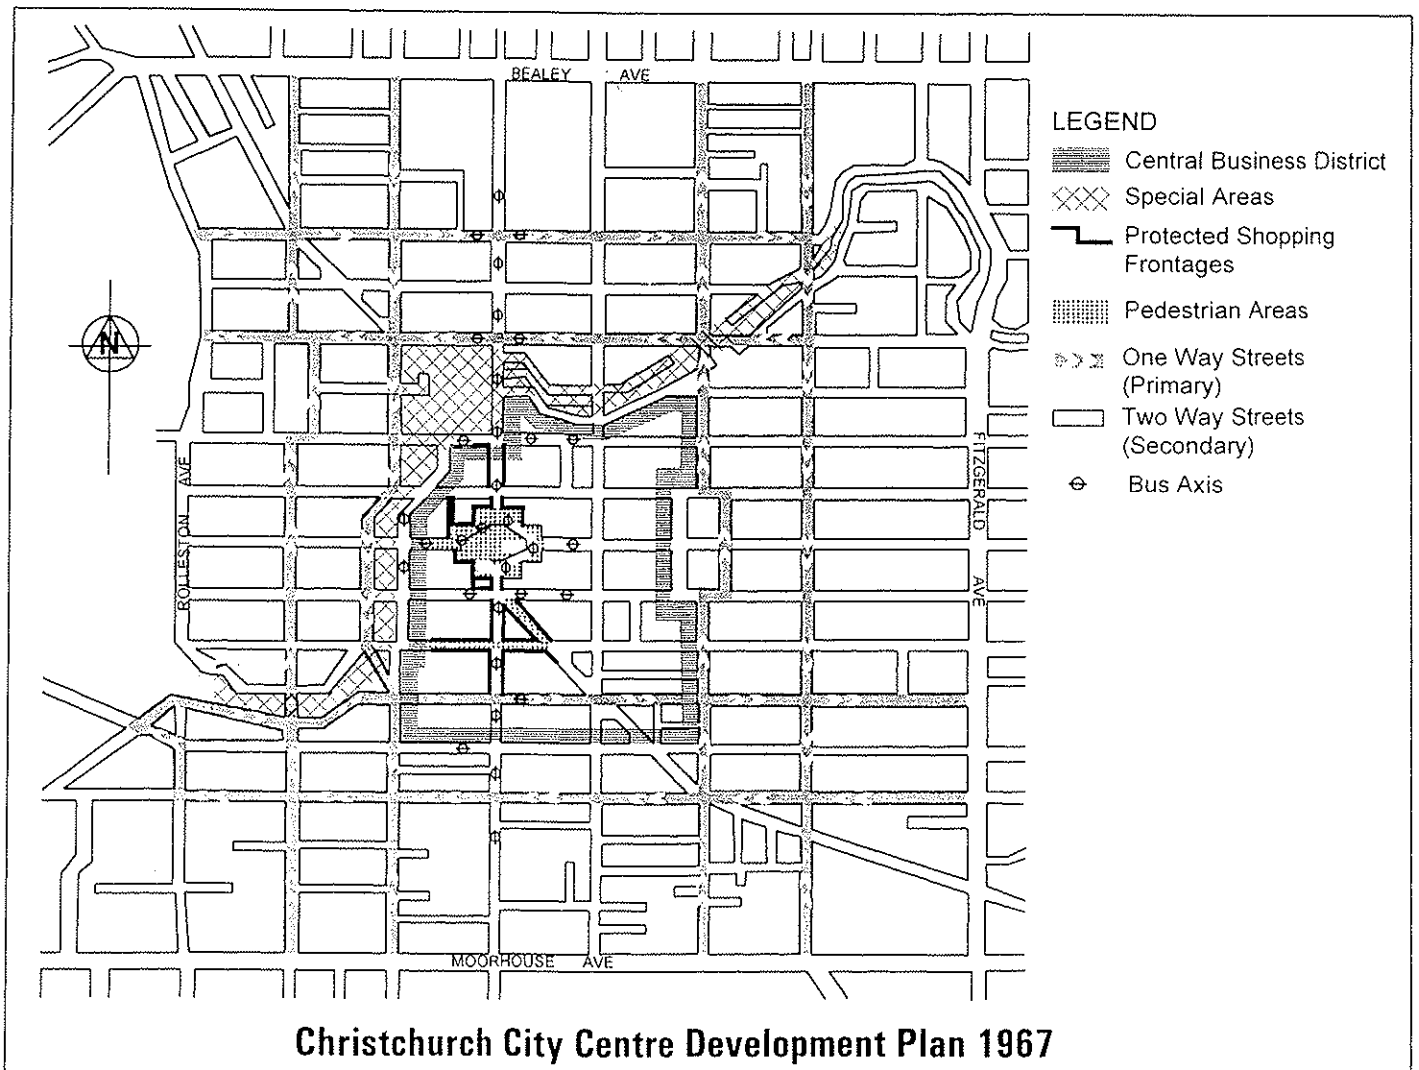 BEALEY AVE
LEGEND
Central Business District
Special Areas
Protected Shopping
Frontages
Pedestrian Areas
One Way Streets
(Primary)
Two Way Streets
(Secondary)
Bus Axis
N
ROLLESTON AVE
FITZGERALD AVE
MOORHOUSE AVE
Christchurch City Centre Development Plan 1967